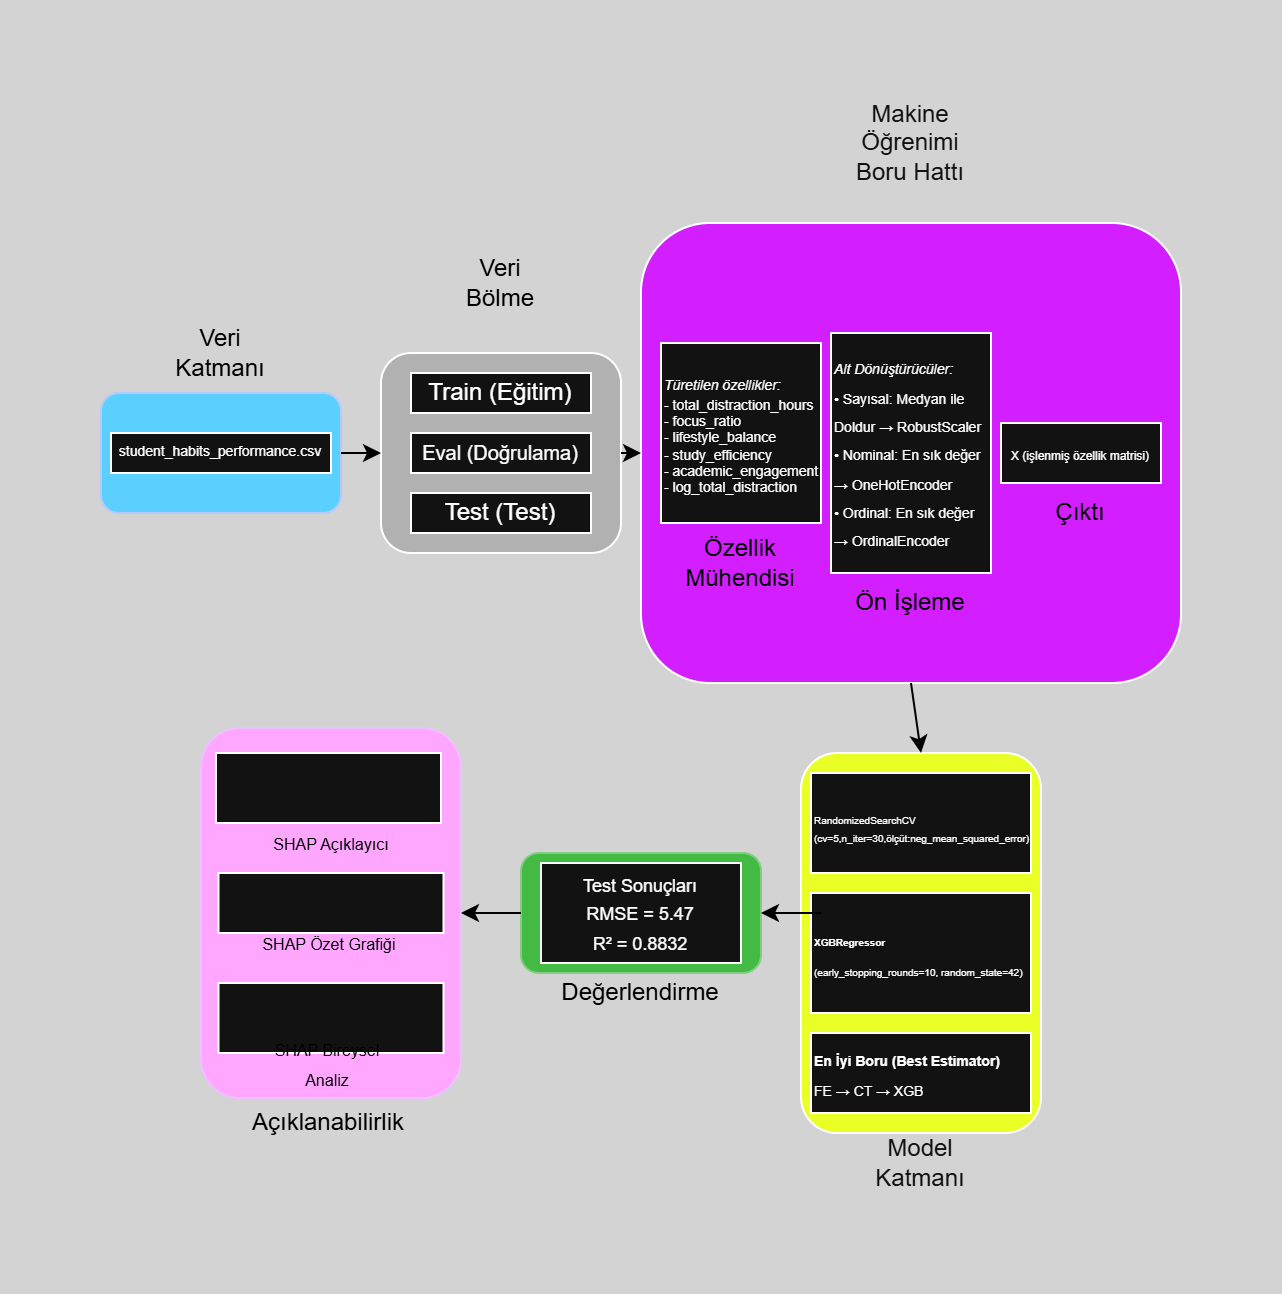 Makine
Öğrenimi
Boru Hattı
Veri
Bölme
Veri
Katmanı
student_habits_performance.csv
Train (Eğitim)
Eval (Doğrulama)
Test (Test)
Türetilen özellikler:
- total_distraction_hours
- focus_ratio
- lifestyle_balance
- study_efficiency
- academic_engagement
- log_total_distraction
Özellik
Mühendisi
Alt Dönüştürücüler:
• Sayısal: Medyan ile
Doldur → RobustScaler
• Nominal: En sık değer
→ OneHotEncoder
• Ordinal: En sık değer
→ OrdinalEncoder
Ön İşleme
X (işlenmiş özellik matrisi)
Çıktı
RandomizedSearchCV
(cv=5,n_iter=30,ölçüt:neg_mean_squared_error)
XGBRegressor
(early_stopping_rounds=10, random_state=42)
En İyi Boru (Best Estimator)
FE → CT → XGB
Model
Katmanı
Test Sonuçları
RMSE = 5.47
R² = 0.8832
Değerlendirme
SHAP Açıklayıcı
SHAP Özet Grafiği
SHAP Bireysel
Analiz
Açıklanabilirlik